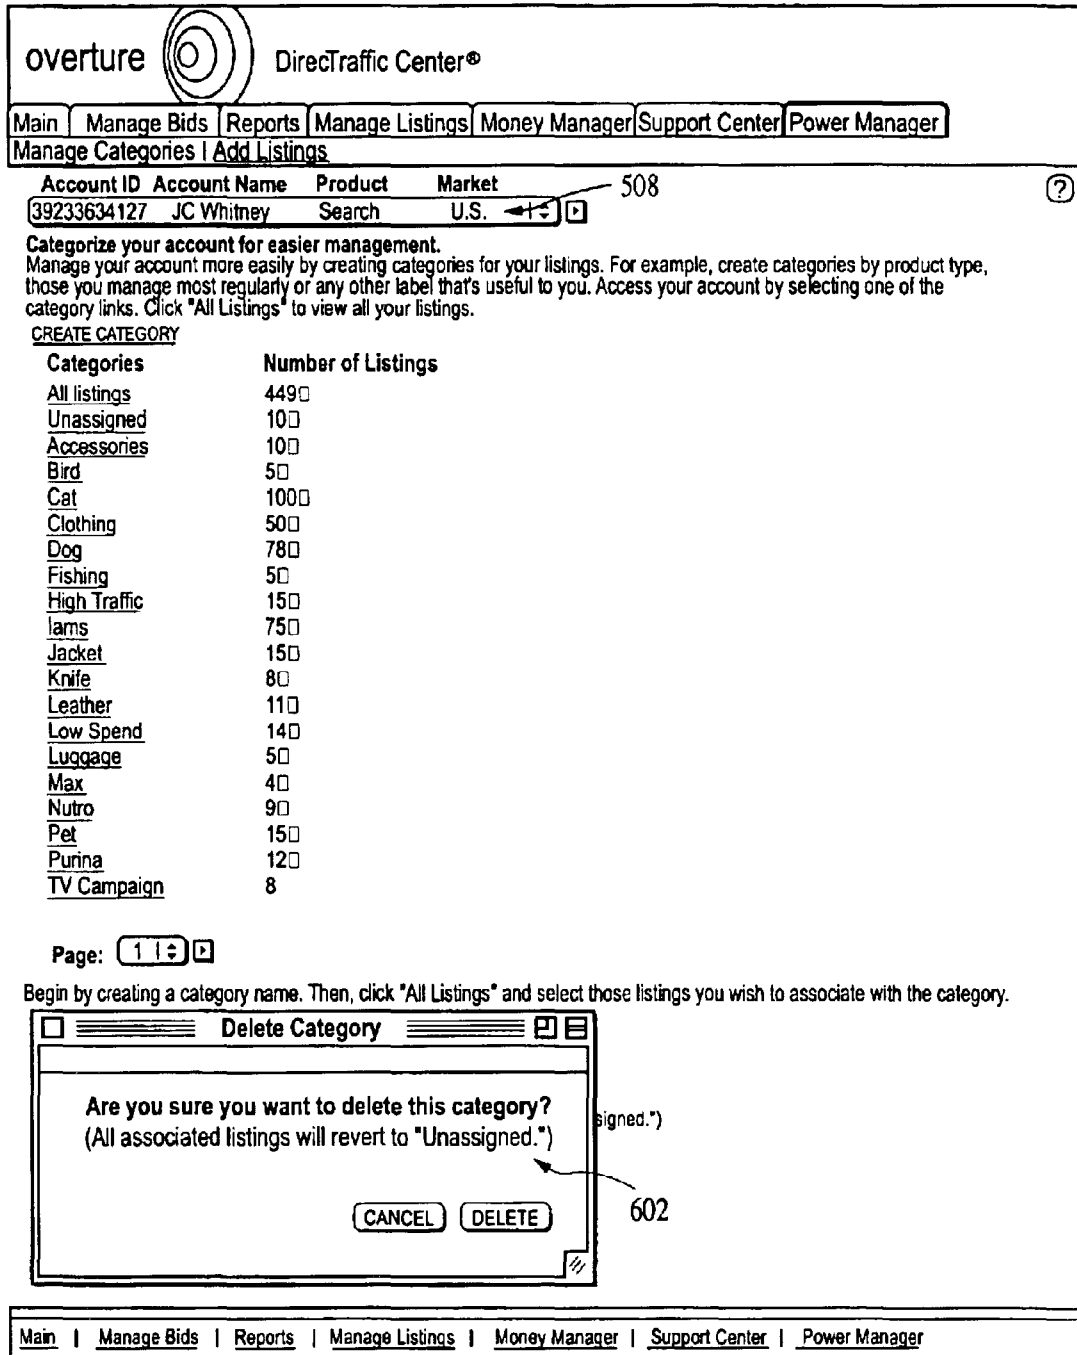 overture DirecTraffic Center®
Main Manage Bids Reports Manage Listings Money Manager Support Center Power Manager
Manage Categories | Add Listings
Account ID Account Name Product Market 508
39233634127 JC Whitney Search U.S. ?
Categorize your account for easier management.
Manage your account more easily by creating categories for your listings. For example, create categories by product type,
those you manage most regularly or any other label that's useful to you. Access your account by selecting one of the
category links. Click "All Listings" to view all your listings.
CREATE CATEGORY
Categories Number of Listings
All listings 449
Unassigned 10
Accessories 10
Bird 5
Cat 100
Clothing 50
Dog 78
Fishing 5
High Traffic 15
Iams 75
Jacket 15
Knife 8
Leather 11
Low Spend 14
Luggage 5
Max 4
Nutro 9
Pet 15
Purina 12
TV Campaign 8
Page: 1
Begin by creating a category name. Then, click "All Listings" and select those listings you wish to associate with the category.
Delete Category
Are you sure you want to delete this category?
(All associated listings will revert to "Unassigned.")
signed.")
CANCEL DELETE 602
Main | Manage Bids | Reports | Manage Listings | Money Manager | Support Center | Power Manager